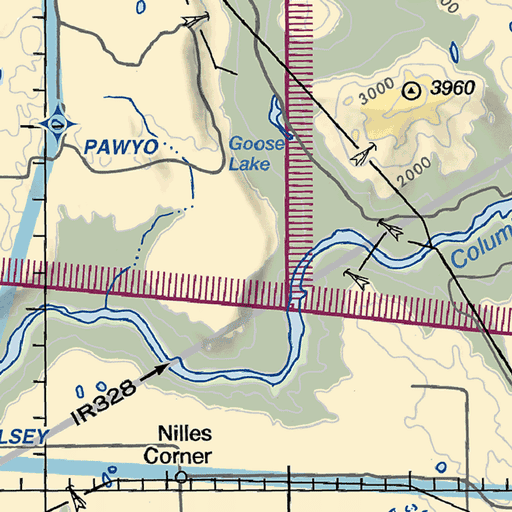 3000
3960
PAWYO
Goose
Lake
2000
Colum
IR328
LSEY
Nilles
Corner